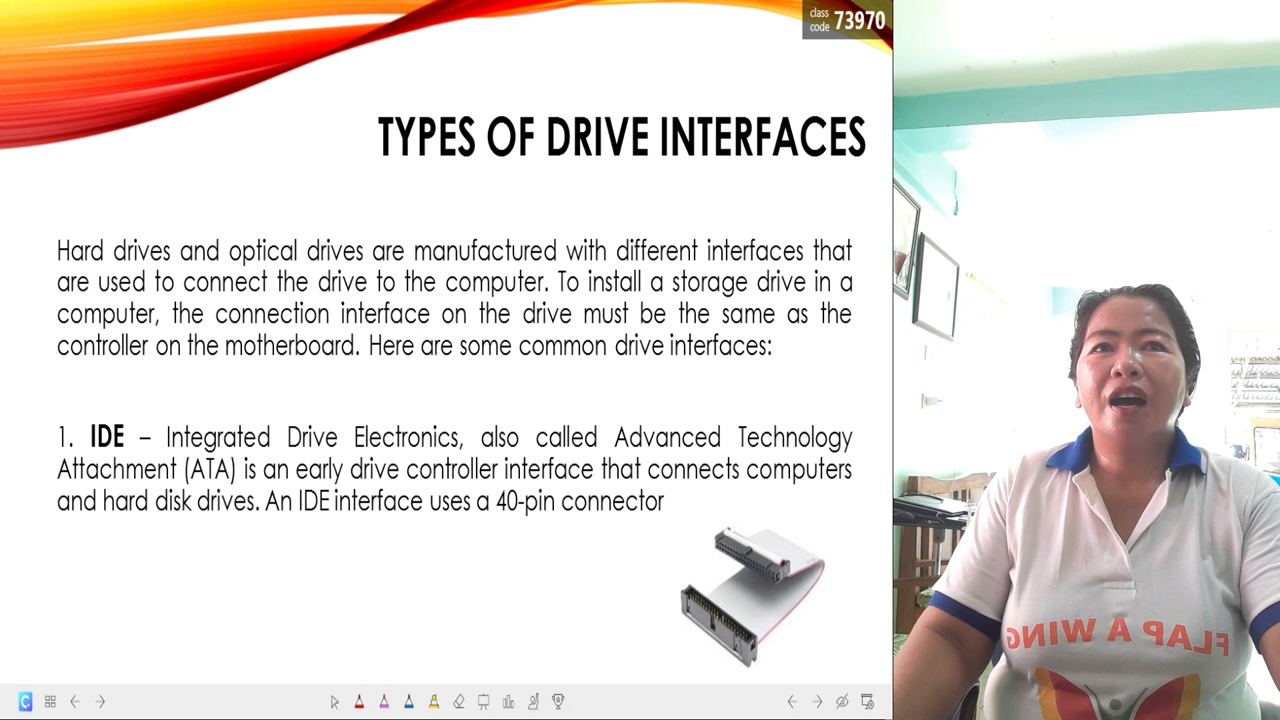 class
code 73970
TYPES OF DRIVE INTERFACES
Hard drives and optical drives are manufactured with different interfaces that
are used to connect the drive to the computer. To install a storage drive in a
computer, the connection interface on the drive must be the same as the
controller on the motherboard. Here are some common drive interfaces:
1. IDE – Integrated Drive Electronics, also called Advanced Technology
Attachment (ATA) is an early drive controller interface that connects computers
and hard disk drives. An IDE interface uses a 40-pin connector
FLAP A WING